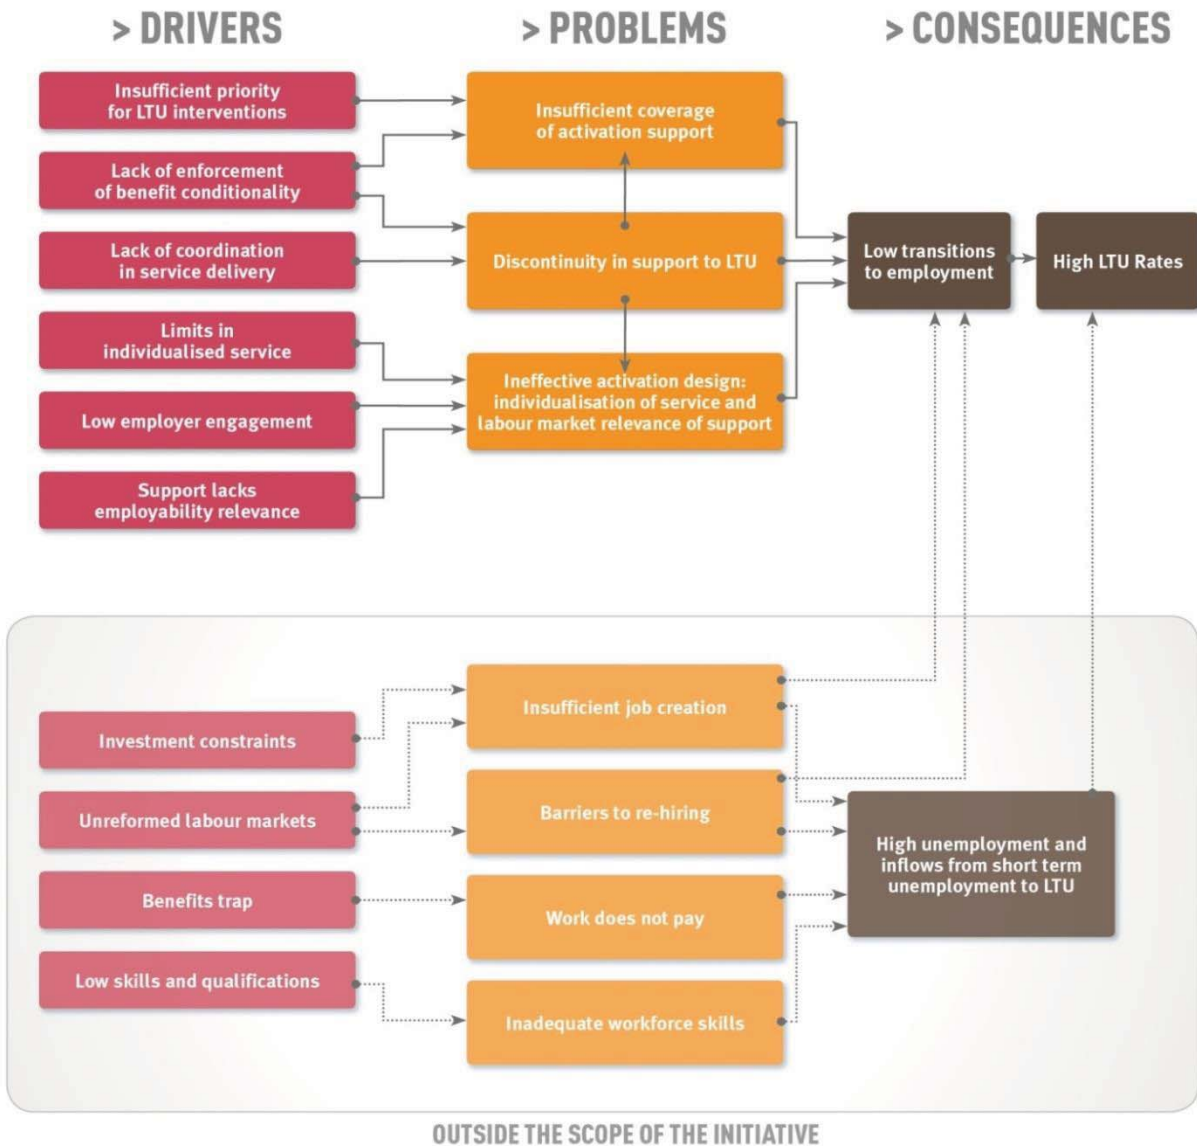 > DRIVERS
> PROBLEMS
> CONSEQUENCES
Insufficient priority
for LTU interventions
Lack of enforcement
of benefit conditionality
Lack of coordination
in service delivery
Limits in
individualised service
Low employer engagement
Support lacks
employability relevance
Insufficient coverage
of activation support
Discontinuity in support to LTU
Ineffective activation design:
individualisation of service and
labour market relevance of support
Low transitions
to employment
High LTU Rates
Investment constraints
Unreformed labour markets
Benefits trap
Low skills and qualifications
Insufficient job creation
Barriers to re-hiring
Work does not pay
Inadequate workforce skills
High unemployment and
inflows from short term
unemployment to LTU
OUTSIDE THE SCOPE OF THE INITIATIVE